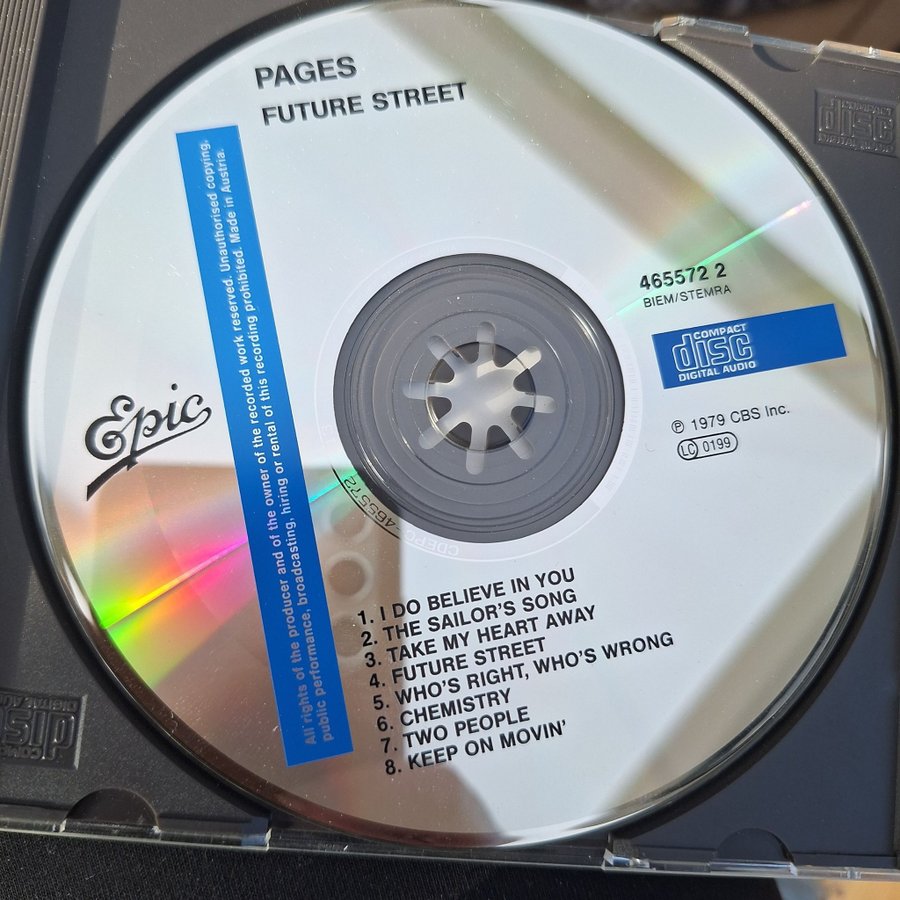 PAGES
FUTURE STREET
All rights of the producer and of the owner of the recorded work reserved. Unauthorised copying,
public performance, broadcasting, hiring or rental of this recording prohibited. Made in Austria.
Epic
465572 2
BIEM/STEMRA
COMPACT
disc
DIGITAL AUDIO
℗ 1979 CBS Inc.
LC 0199
1. I DO BELIEVE IN YOU
2. THE SAILOR'S SONG
3. TAKE MY HEART AWAY
4. FUTURE STREET
5. WHO'S RIGHT, WHO'S WRONG
6. CHEMISTRY
7. TWO PEOPLE
8. KEEP ON MOVIN'
465572
disc
disc